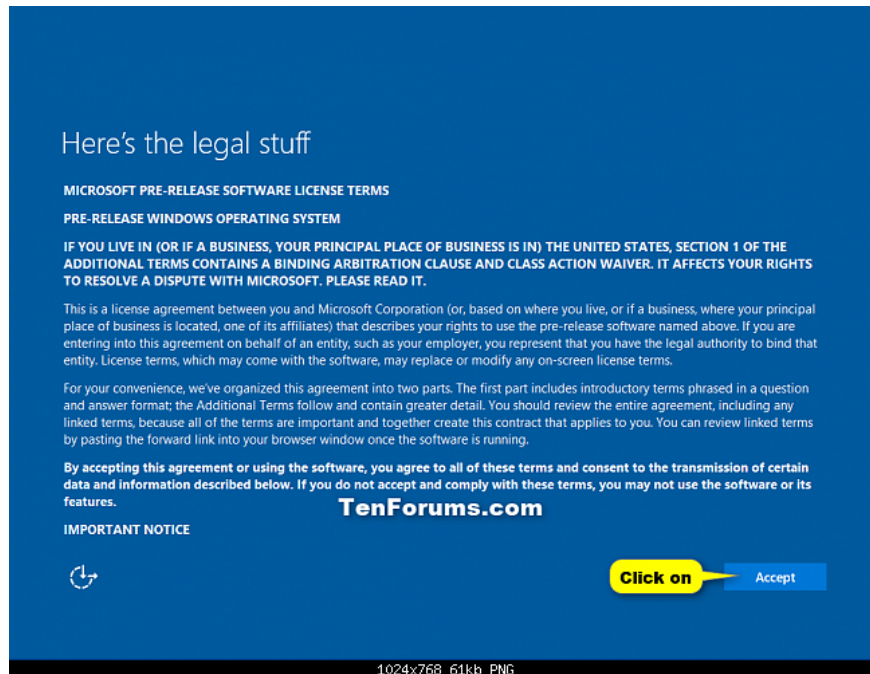 Here's the legal stuff
MICROSOFT PRE-RELEASE SOFTWARE LICENSE TERMS
PRE-RELEASE WINDOWS OPERATING SYSTEM
IF YOU LIVE IN (OR IF A BUSINESS, YOUR PRINCIPAL PLACE OF BUSINESS IS IN) THE UNITED STATES, SECTION 1 OF THE
ADDITIONAL TERMS CONTAINS A BINDING ARBITRATION CLAUSE AND CLASS ACTION WAIVER. IT AFFECTS YOUR RIGHTS
TO RESOLVE A DISPUTE WITH MICROSOFT. PLEASE READ IT.
This is a license agreement between you and Microsoft Corporation (or, based on where you live, or if a business, where your principal
place of business is located, one of its affiliates) that describes your rights to use the pre-release software named above. If you are
entering into this agreement on behalf of an entity, such as your employer, you represent that you have the legal authority to bind that
entity. License terms, which may come with the software, may replace or modify any on-screen license terms.
For your convenience, we've organized this agreement into two parts. The first part includes introductory terms phrased in a question
and answer format; the Additional Terms follow and contain greater detail. You should review the entire agreement, including any
linked terms, because all of the terms are important and together create this contract that applies to you. You can review linked terms
by pasting the forward link into your browser window once the software is running.
By accepting this agreement or using the software, you agree to all of these terms and consent to the transmission of certain
data and information described below. If you do not accept and comply with these terms, you may not use the software or its
features.
TenForums.com
IMPORTANT NOTICE
Click on
Accept
1024x768 61kb PNG